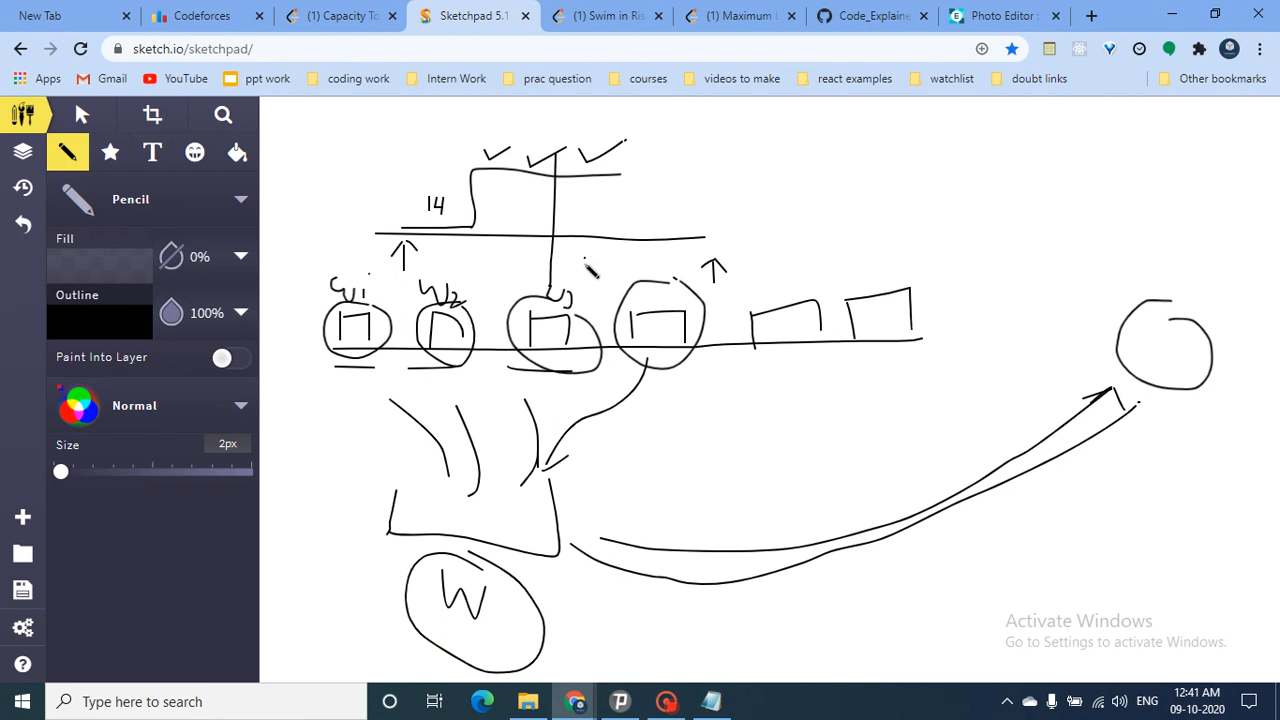 New Tab
Codeforces
(1) Capacity To
Sketchpad 5.1
(1) Swim in Ris
(1) Maximum L
Code_Explaine
Photo Editor :
sketch.io/sketchpad/
Apps
Gmail
YouTube
ppt work
coding work
Intern Work
prac question
courses
videos to make
react examples
watchlist
doubt links
Other bookmarks
Pencil
Fill
0%
Outline
100%
Paint Into Layer
Normal
Size
2px
14
W1
W2
W3
W
Activate Windows
Go to Settings to activate Windows.
Type here to search
ENG
12:41 AM
09-10-2020